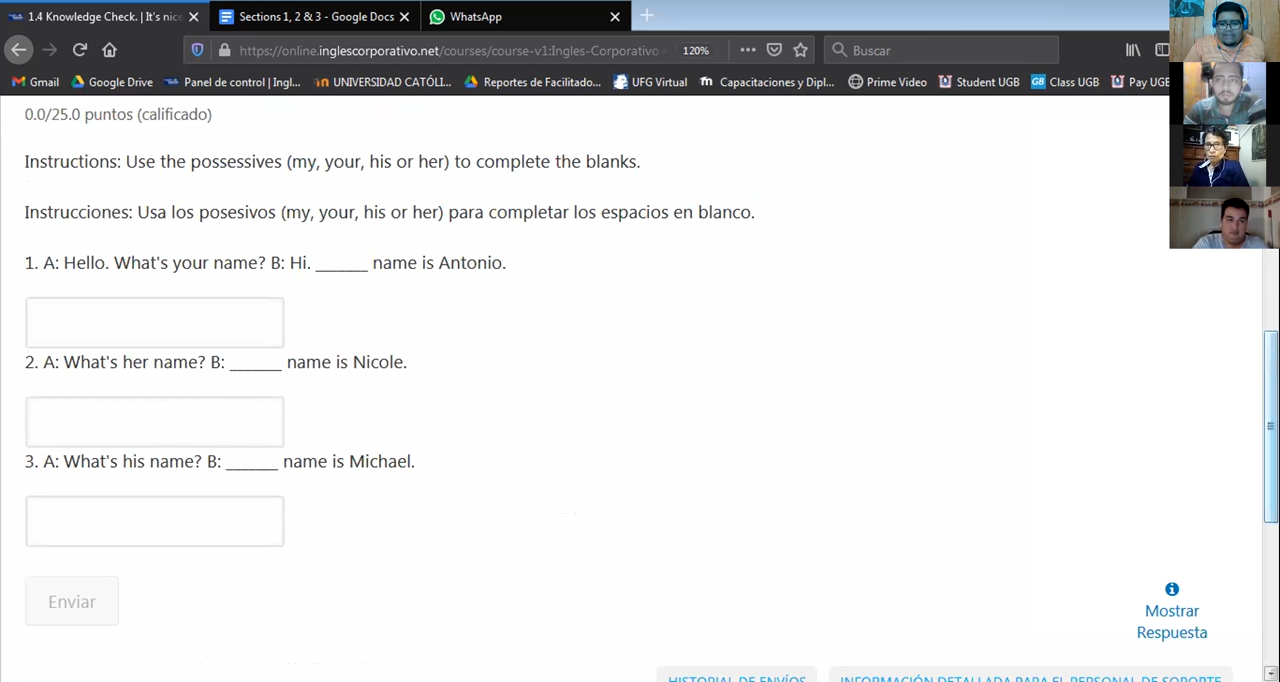 1.4 Knowledge Check. | It's nice
Sections 1, 2 & 3 - Google Docs
WhatsApp
https://online.inglescorporativo.net/courses/course-v1:Ingles-Corporativo
120%
Buscar
Gmail
Google Drive
Panel de control | Ingl...
UNIVERSIDAD CATÓLI...
Reportes de Facilitado...
UFG Virtual
Capacitaciones y Dipl...
Prime Video
Student UGB
GB Class UGB
Pay UGB
0.0/25.0 puntos (calificado)
Instructions: Use the possessives (my, your, his or her) to complete the blanks.
Instrucciones: Usa los posesivos (my, your, his or her) para completar los espacios en blanco.
1. A: Hello. What's your name? B: Hi. ______ name is Antonio.
2. A: What's her name? B: ______ name is Nicole.
3. A: What's his name? B: ______ name is Michael.
Enviar
Mostrar
Respuesta
HISTORIAL DE ENVÍOS
INFORMACIÓN DETALLADA PARA EL PERSONAL DE SOPORTE